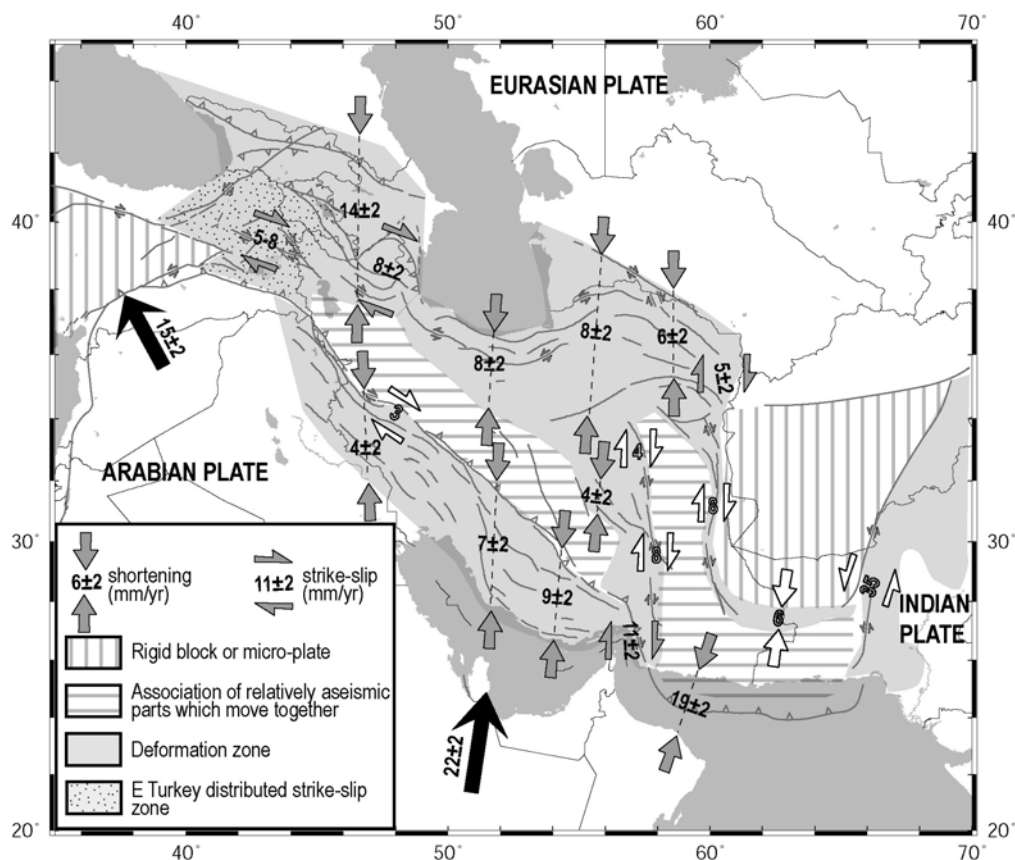 40° 50° 60° 70°
EURASIAN PLATE
14±2
40° 40°
5-8
8±2
15±2
8±2
8±2
6±2
5±2
3
ARABIAN PLATE
4±2
4
4±2
8
30° 30°
7±2
8
9±2
35
INDIAN
PLATE
6
11±2
19±2
22±2
6±2 shortening
(mm/yr)
11±2 strike-slip
(mm/yr)
Rigid block or micro-plate
Association of relatively aseismic
parts which move together
Deformation zone
E Turkey distributed strike-slip
zone
20° 20°
40° 50° 60° 70°